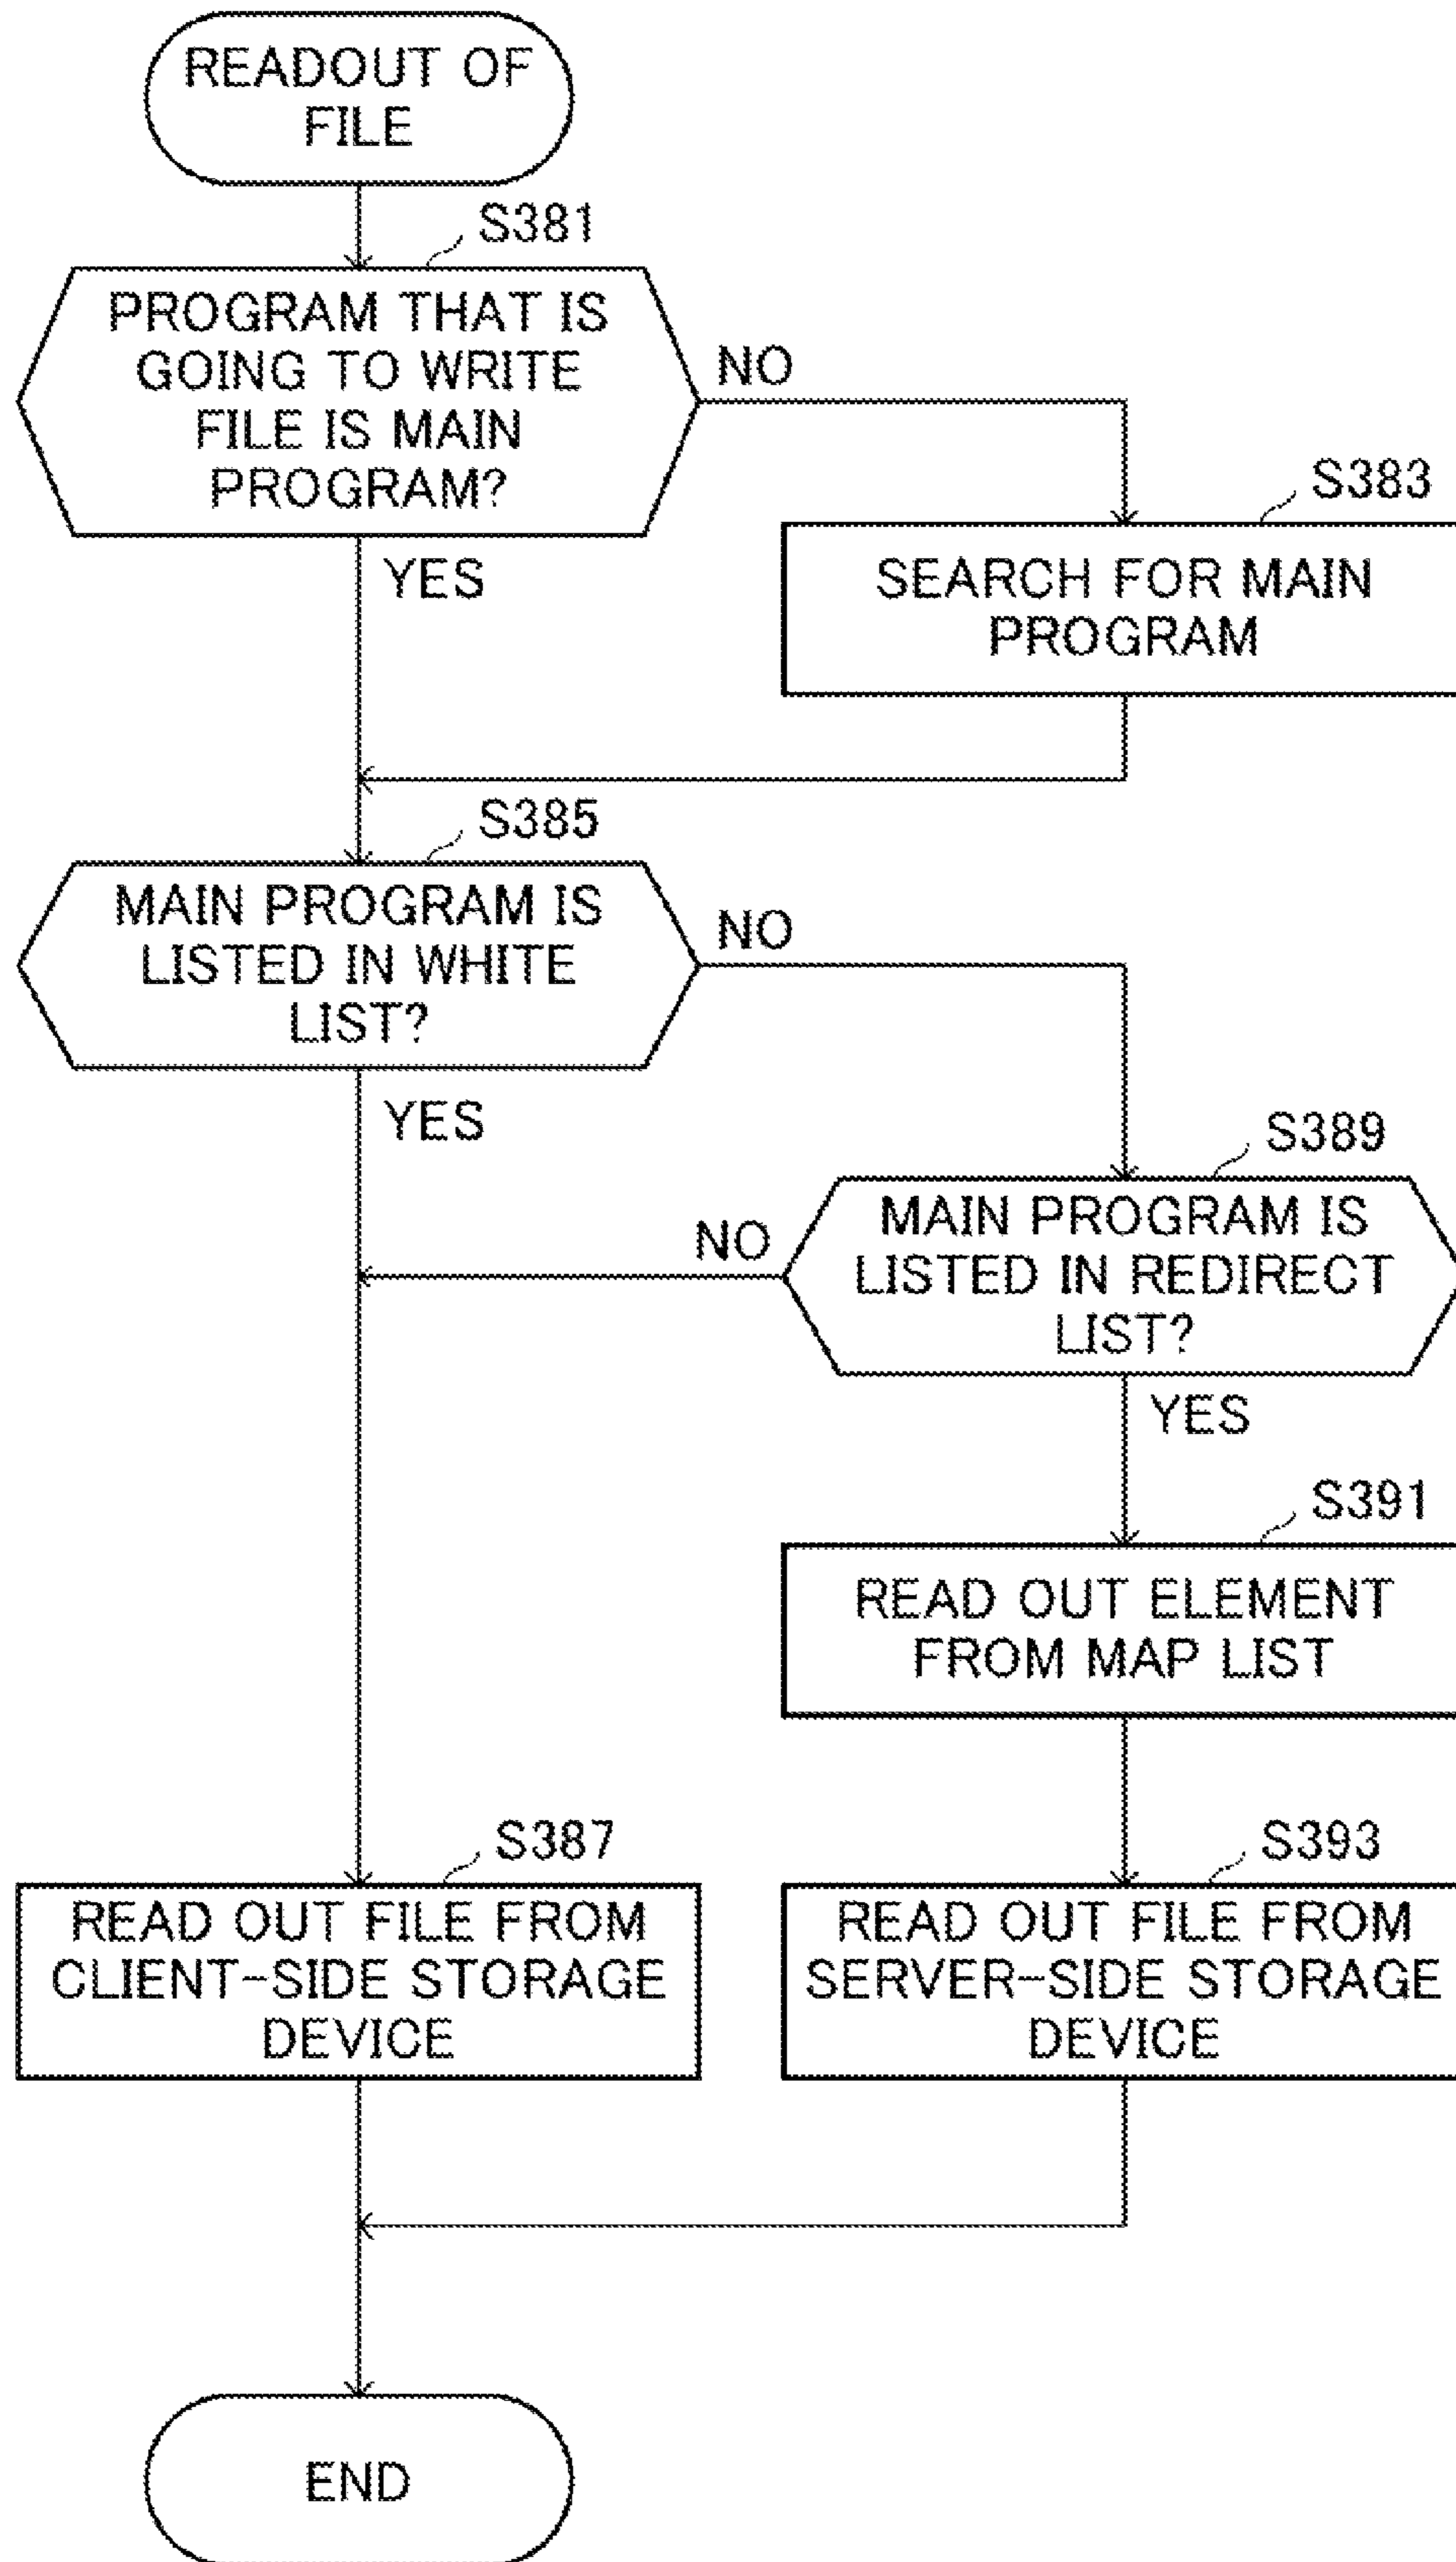 READOUT OF
FILE
S381
PROGRAM THAT IS
GOING TO WRITE
FILE IS MAIN
PROGRAM?
NO
YES
S383
SEARCH FOR MAIN
PROGRAM
S385
MAIN PROGRAM IS
LISTED IN WHITE
LIST?
NO
YES
S389
MAIN PROGRAM IS
LISTED IN REDIRECT
LIST?
NO
YES
S391
READ OUT ELEMENT
FROM MAP LIST
S387
READ OUT FILE FROM
CLIENT-SIDE STORAGE
DEVICE
S393
READ OUT FILE FROM
SERVER-SIDE STORAGE
DEVICE
END